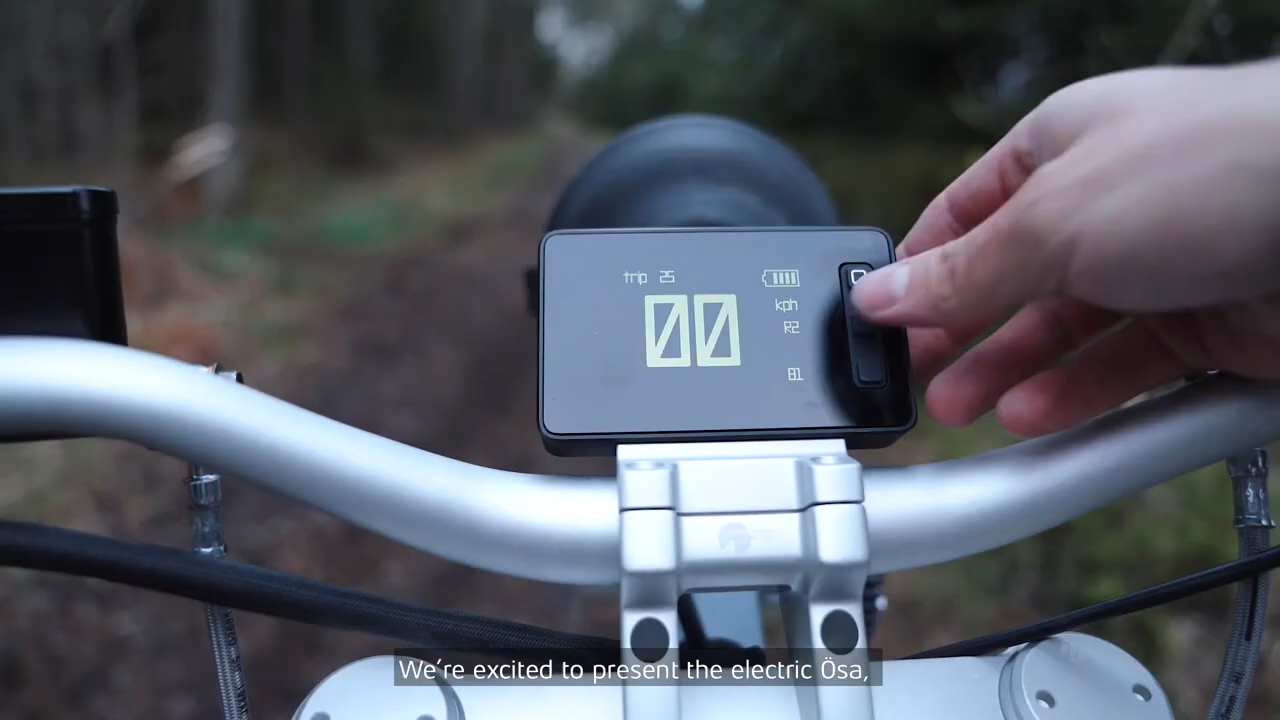 trip 25
00
kph
R2
B1
We're excited to present the electric Ösa,